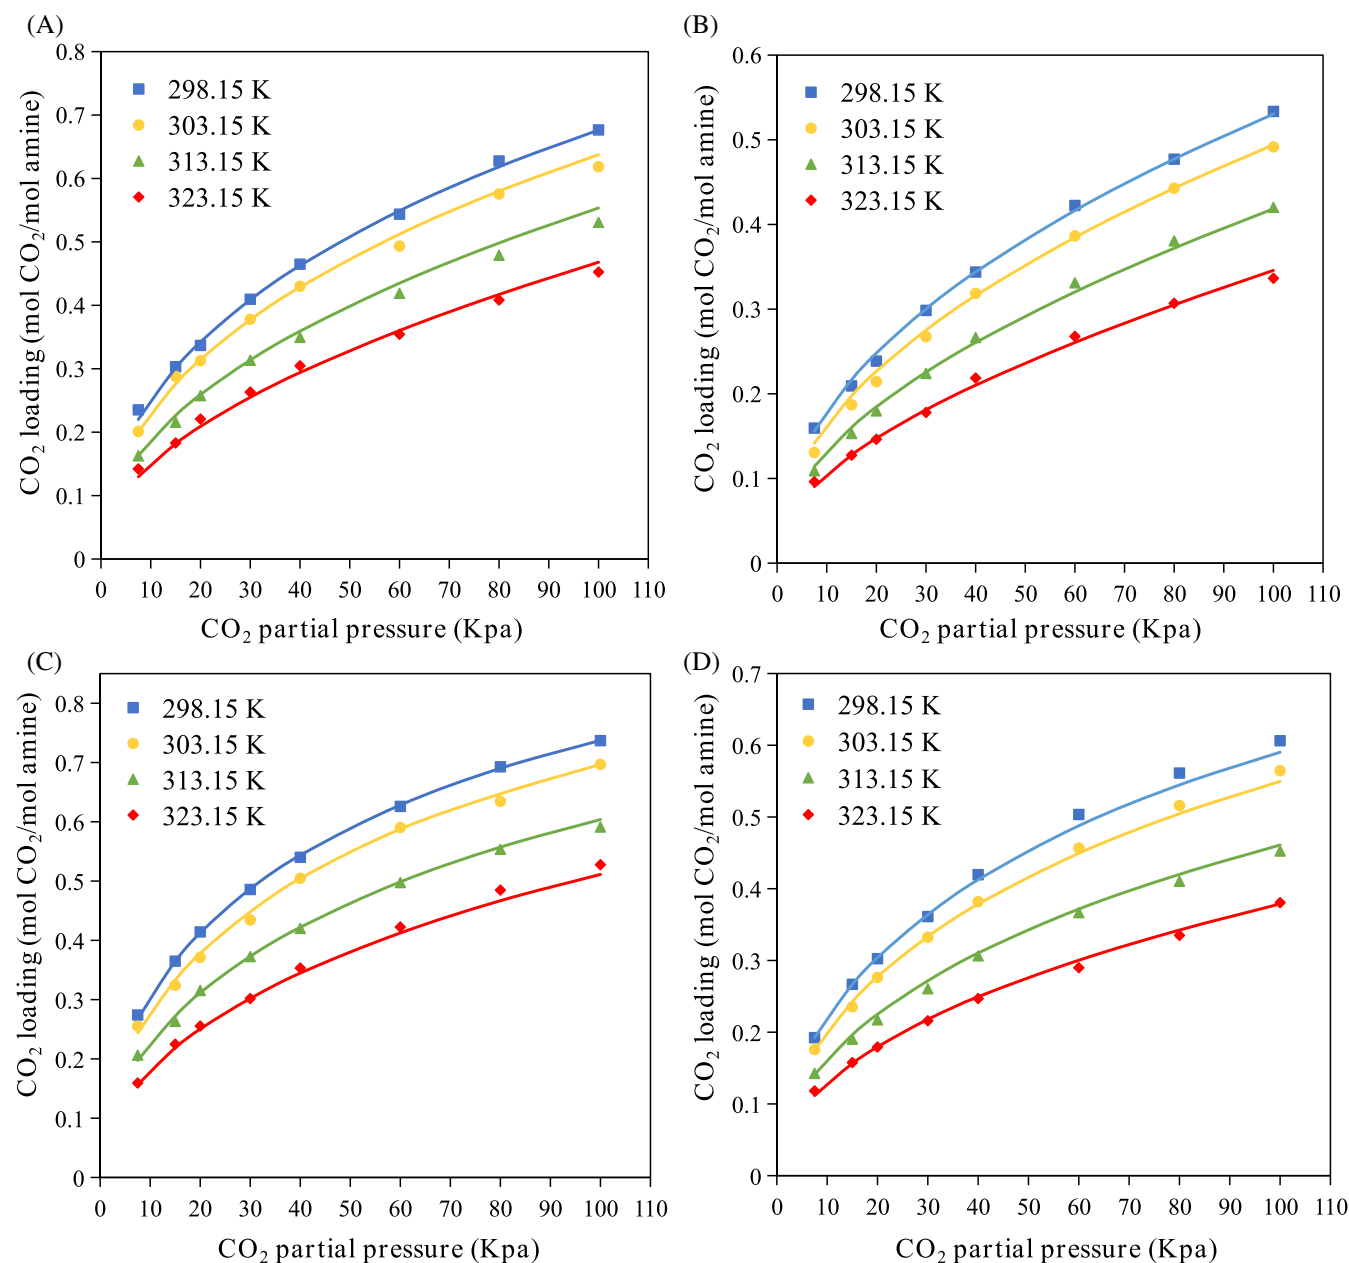 (A)
CO2 loading (mol CO2/mol amine)
0.8
0.7
0.6
0.5
0.4
0.3
0.2
0.1
0
298.15 K
303.15 K
313.15 K
323.15 K
0 10 20 30 40 50 60 70 80 90 100 110
CO2 partial pressure (Kpa)
(B)
CO2 loading (mol CO2/mol amine)
0.6
0.5
0.4
0.3
0.2
0.1
0
298.15 K
303.15 K
313.15 K
323.15 K
0 10 20 30 40 50 60 70 80 90 100 110
CO2 partial pressure (Kpa)
(C)
CO2 loading (mol CO2/mol amine)
0.8
0.7
0.6
0.5
0.4
0.3
0.2
0.1
0
298.15 K
303.15 K
313.15 K
323.15 K
0 10 20 30 40 50 60 70 80 90 100 110
CO2 partial pressure (Kpa)
(D)
CO2 loading (mol CO2/mol amine)
0.7
0.6
0.5
0.4
0.3
0.2
0.1
0
298.15 K
303.15 K
313.15 K
323.15 K
0 10 20 30 40 50 60 70 80 90 100 110
CO2 partial pressure (Kpa)